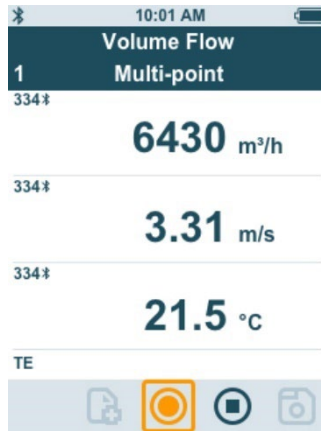 10:01 AM
Volume Flow
1 Multi-point
334
6430 m³/h
334
3.31 m/s
334
21.5 °C
TE